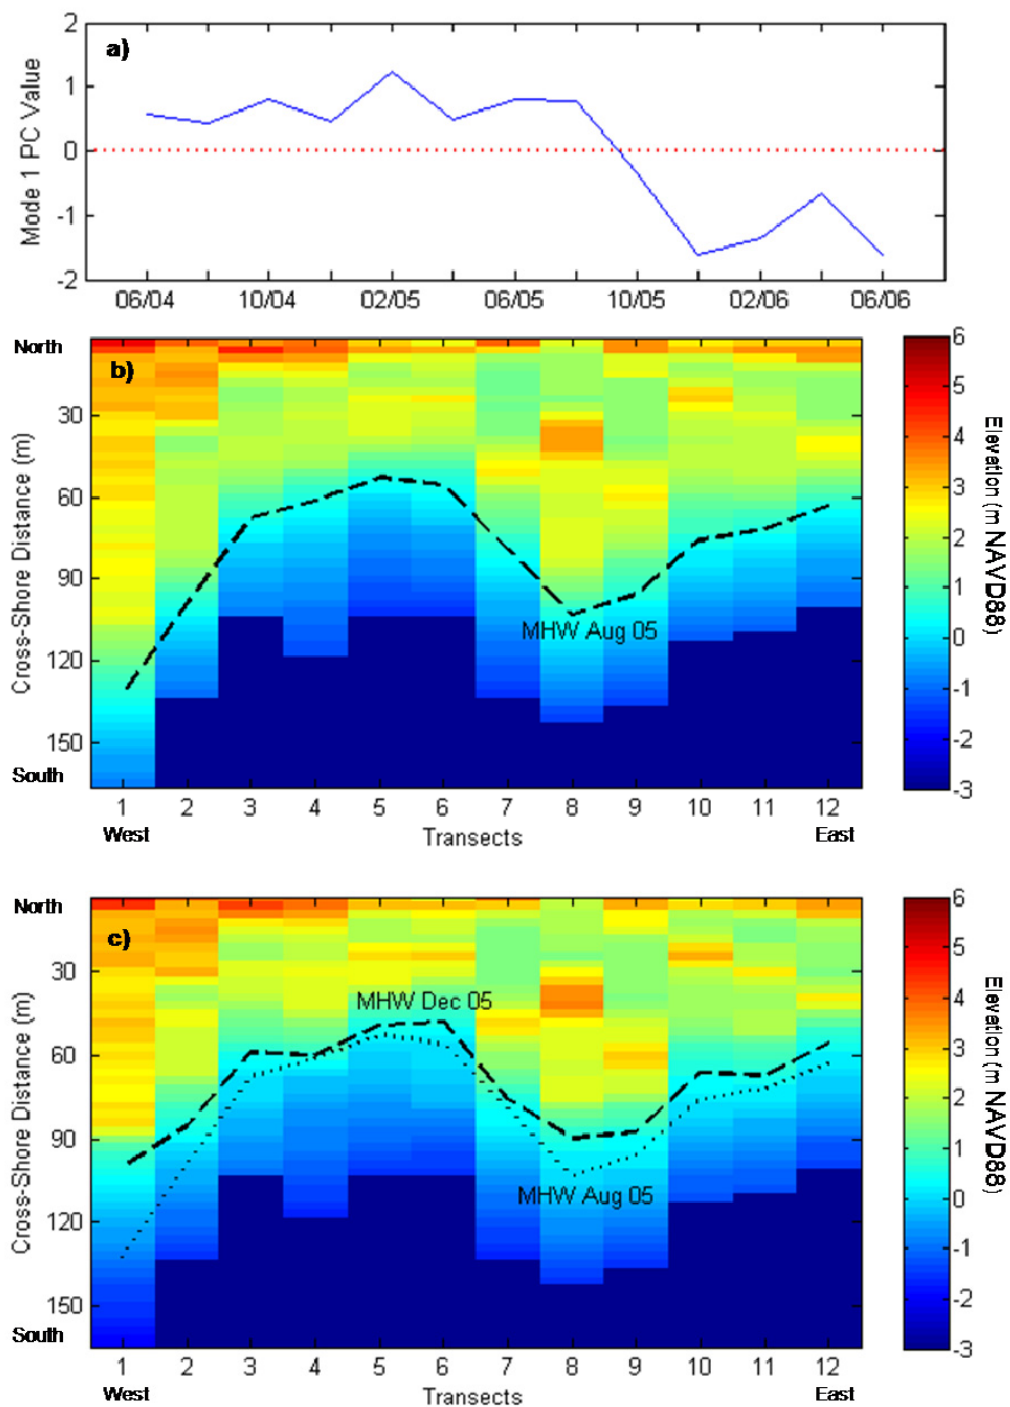 a)
Mode 1 PC Value
2
1
0
-1
-2
06/04 10/04 02/05 06/05 10/05 02/06 06/06
b)
North
South
Cross-Shore Distance (m)
30
60
90
120
150
MHW Aug 05
1 2 3 4 5 6 7 8 9 10 11 12
West Transects East
6
5
4
3
2
1
0
-1
-2
-3
Elevation (m NAVD88)
c)
North
South
Cross-Shore Distance (m)
30
60
90
120
150
MHW Dec 05
MHW Aug 05
1 2 3 4 5 6 7 8 9 10 11 12
West Transects East
6
5
4
3
2
1
0
-1
-2
-3
Elevation (m NAVD88)